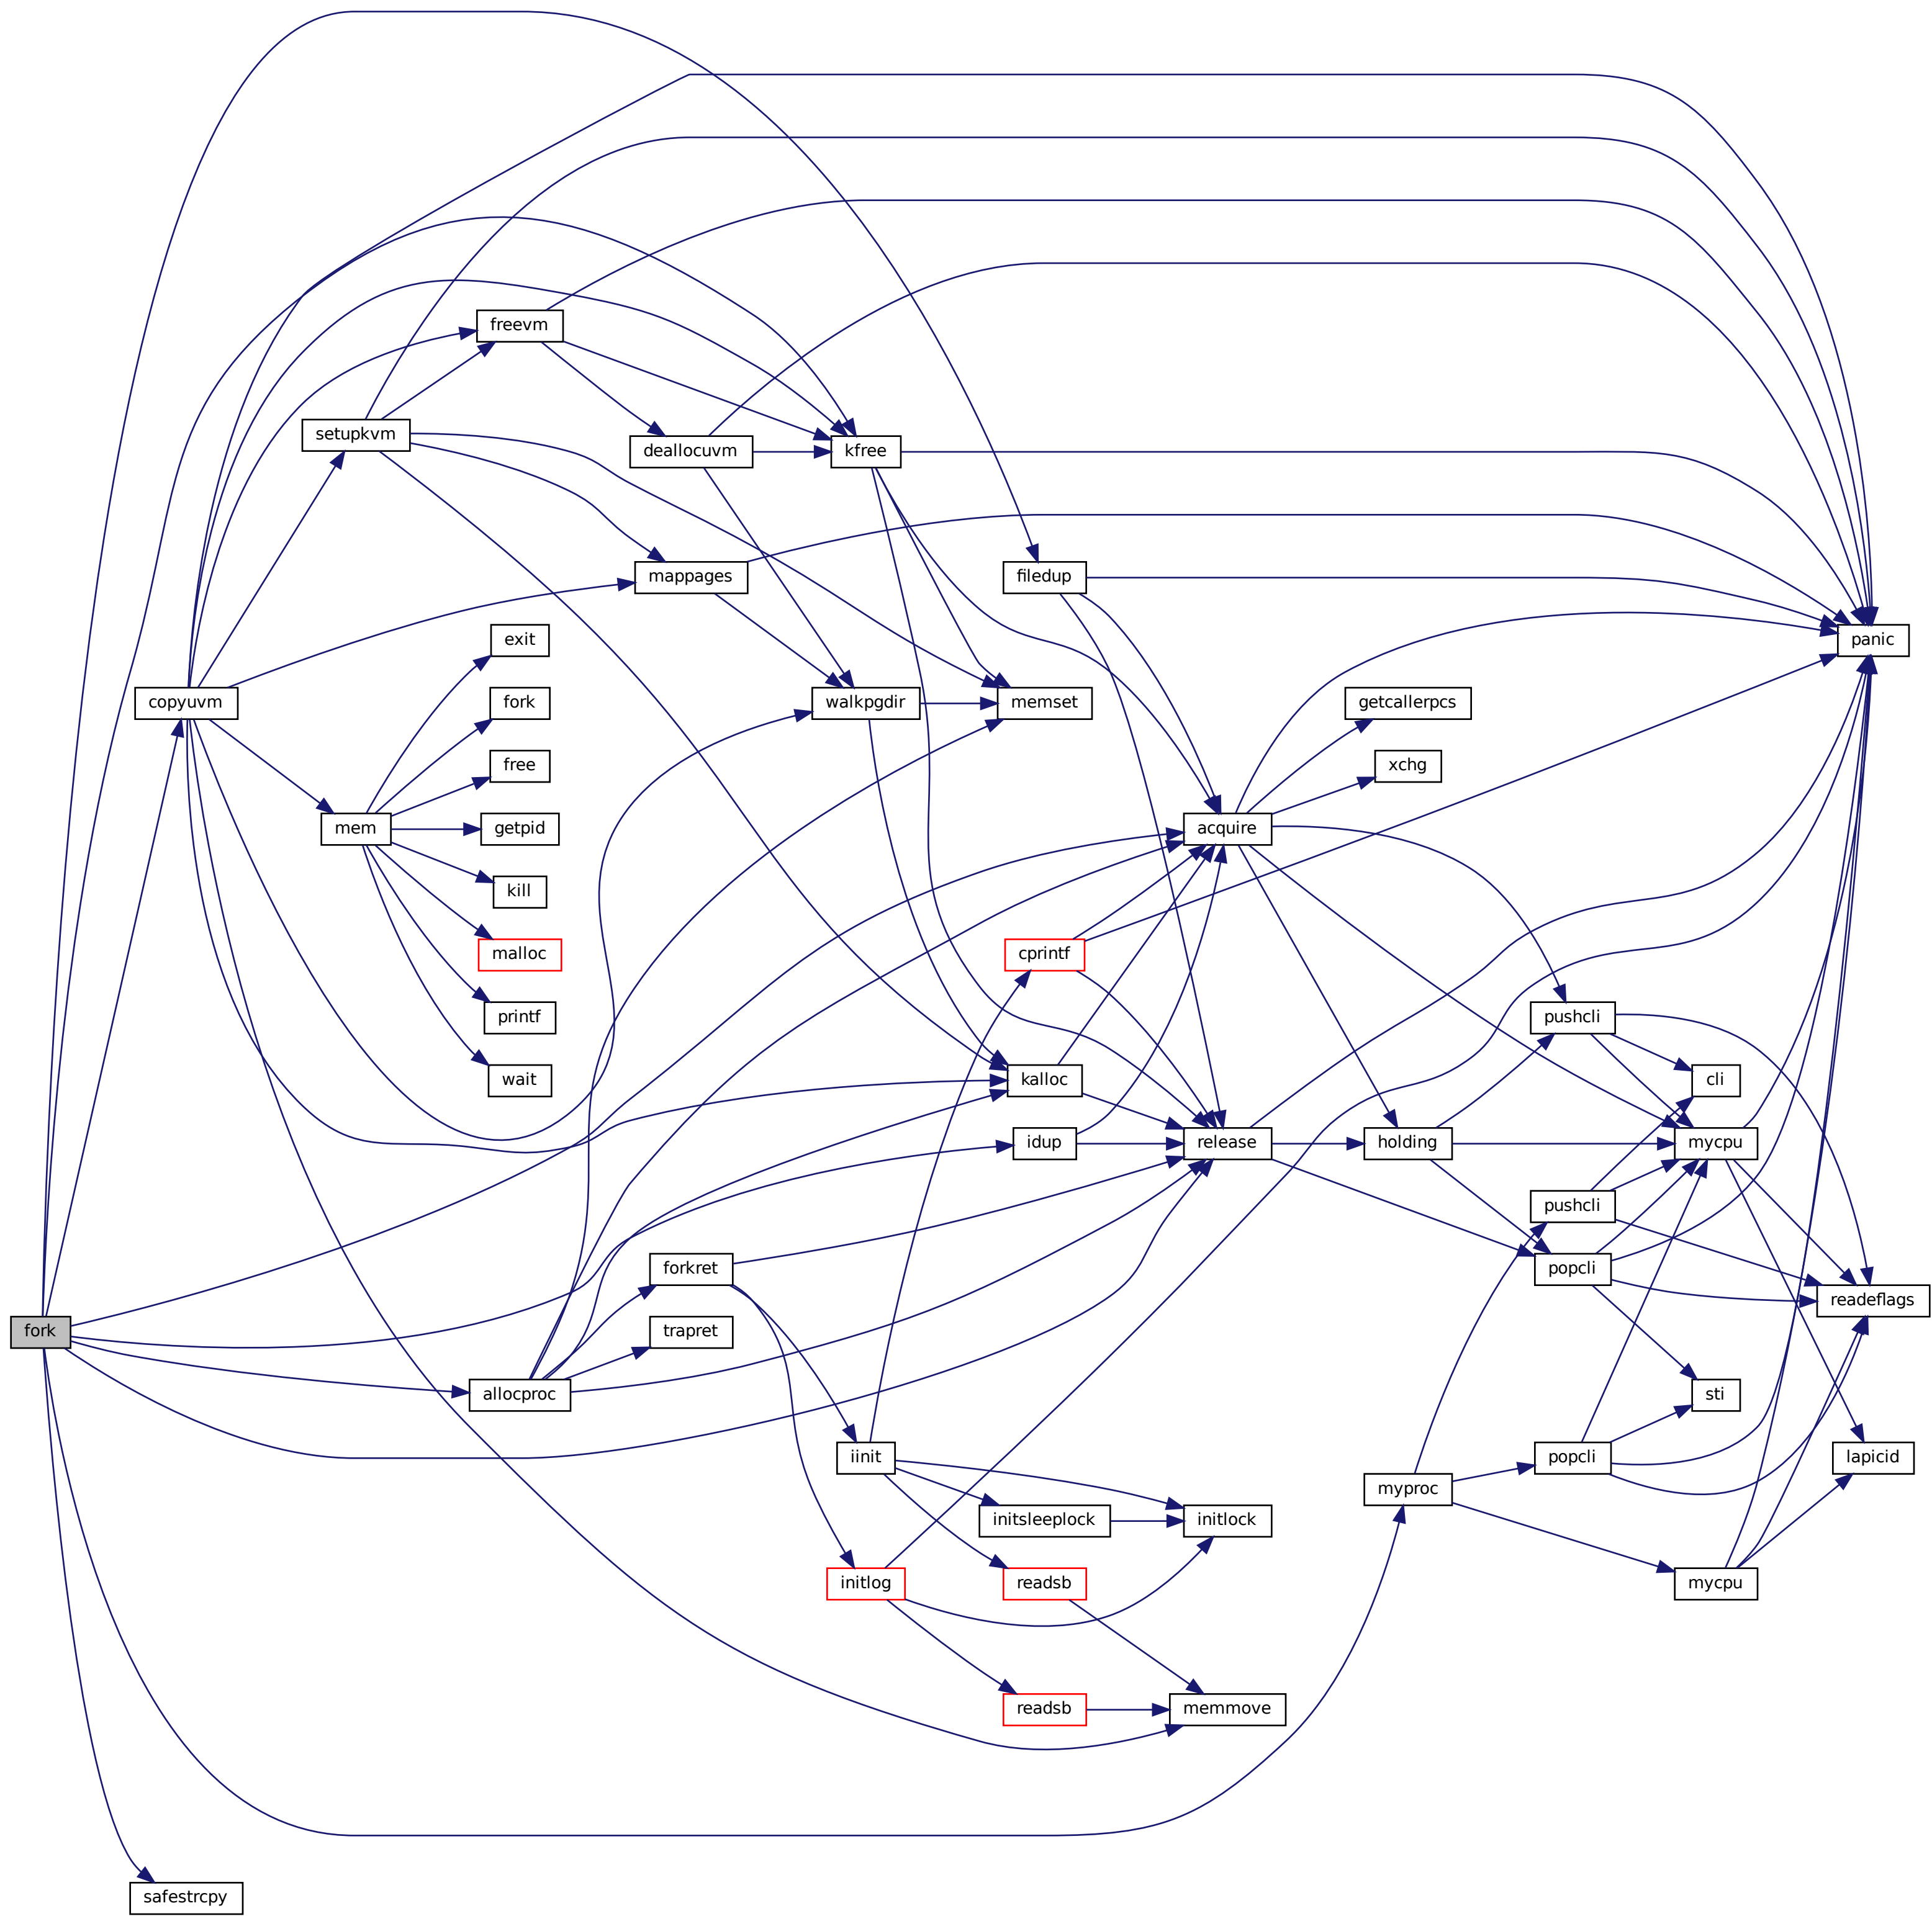 freevm
setupkvm
deallocuvm
kfree
mappages
filedup
panic
exit
copyuvm
fork
walkpgdir
memset
getcallerpcs
free
xchg
mem
getpid
acquire
kill
malloc
cprintf
printf
pushcli
wait
kalloc
cli
idup
release
holding
mycpu
pushcli
forkret
popcli
readeflags
fork
trapret
allocproc
sti
iinit
popcli
lapicid
myproc
initsleeplock
initlock
initlog
readsb
mycpu
readsb
memmove
safestrcpy